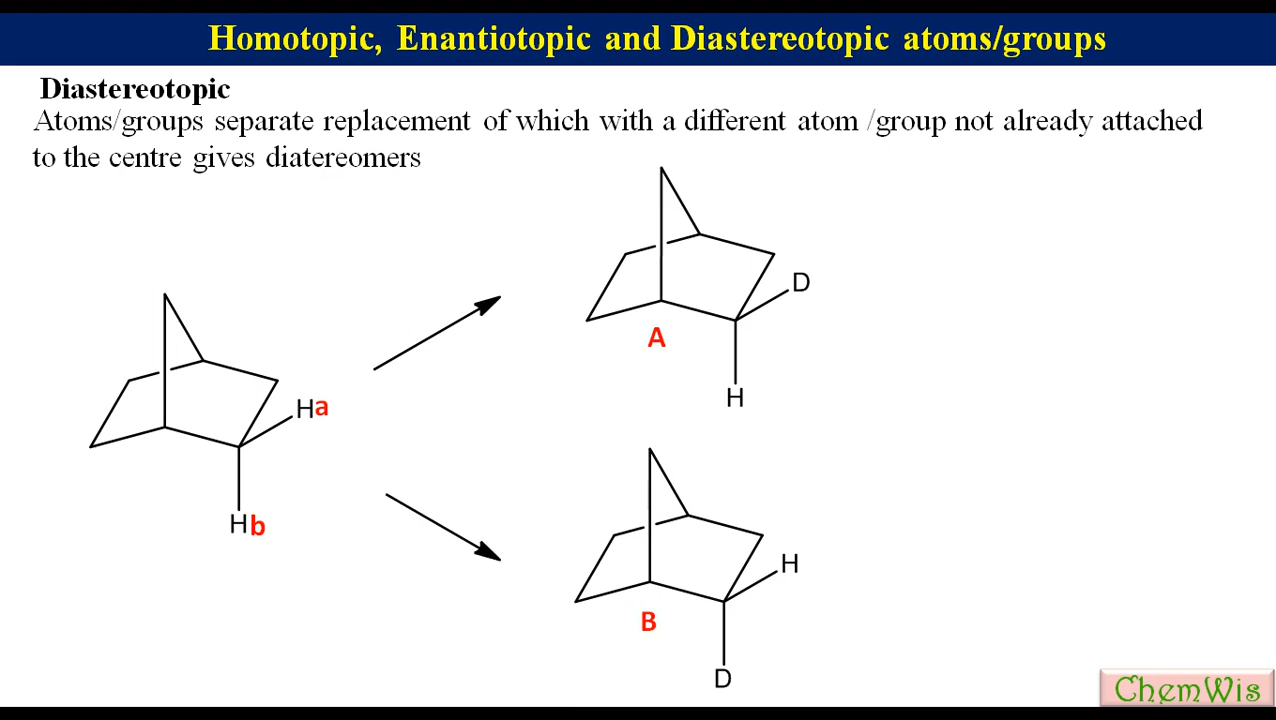 Homotopic, Enantiotopic and Diastereotopic atoms/groups
Diastereotopic
Atoms/groups separate replacement of which with a different atom /group not already attached
to the centre gives diatereomers
D
A
H
Ha
Hb
H
B
D
ChemWis